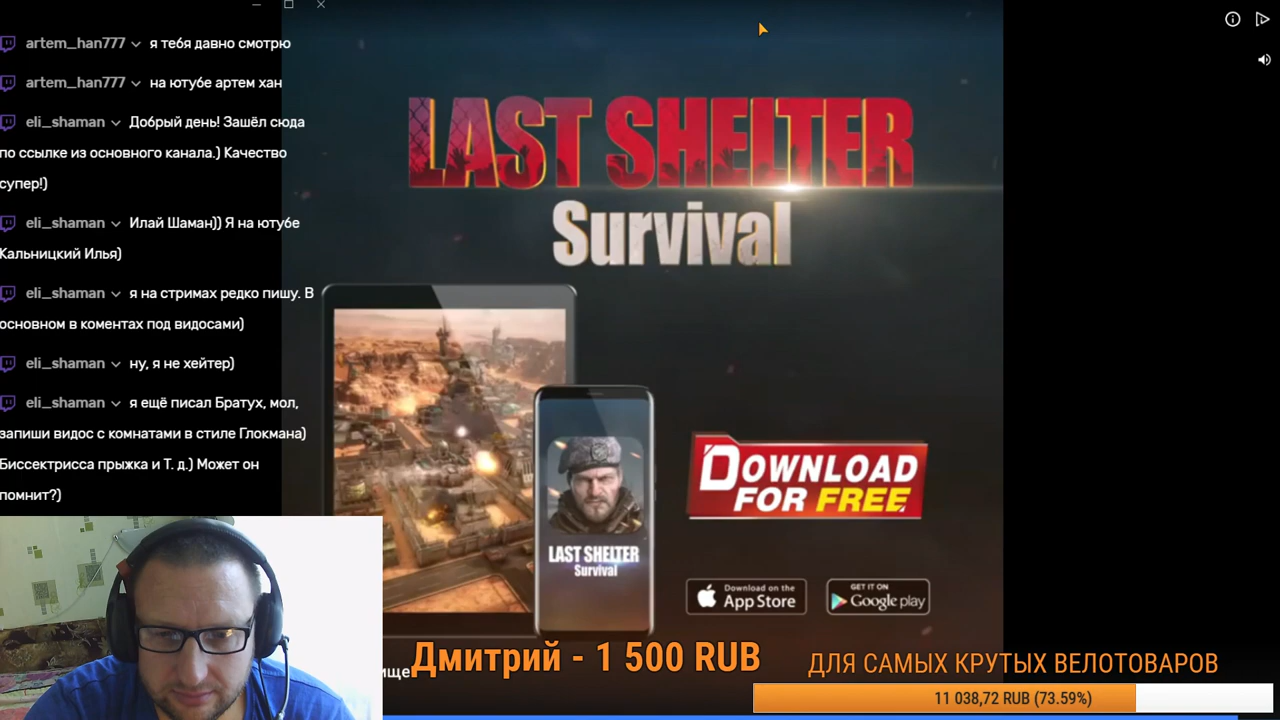 artem_han777 я тебя давно смотрю
artem_han777 на ютубе артем хан
eli_shaman Добрый день! Зашёл сюда
по ссылке из основного канала.) Качество
супер!)
eli_shaman Илай Шаман)) Я на ютубе
Кальницкий Илья)
eli_shaman я на стримах редко пишу. В
основном в коментах под видосами)
eli_shaman ну, я не хейтер)
eli_shaman я ещё писал Братух, мол,
запиши видос с комнатами в стиле Глокмана)
Биссектрисса прыжка и Т. д.) Может он
помнит?)
LAST SHELTER
Survival
DOWNLOAD
FOR FREE
LAST SHELTER
Survival
Download on the
App Store
GET IT ON
Google play
Дмитрий - 1 500 RUB
ДЛЯ САМЫХ КРУТЫХ ВЕЛОТОВАРОВ
11 038,72 RUB (73.59%)